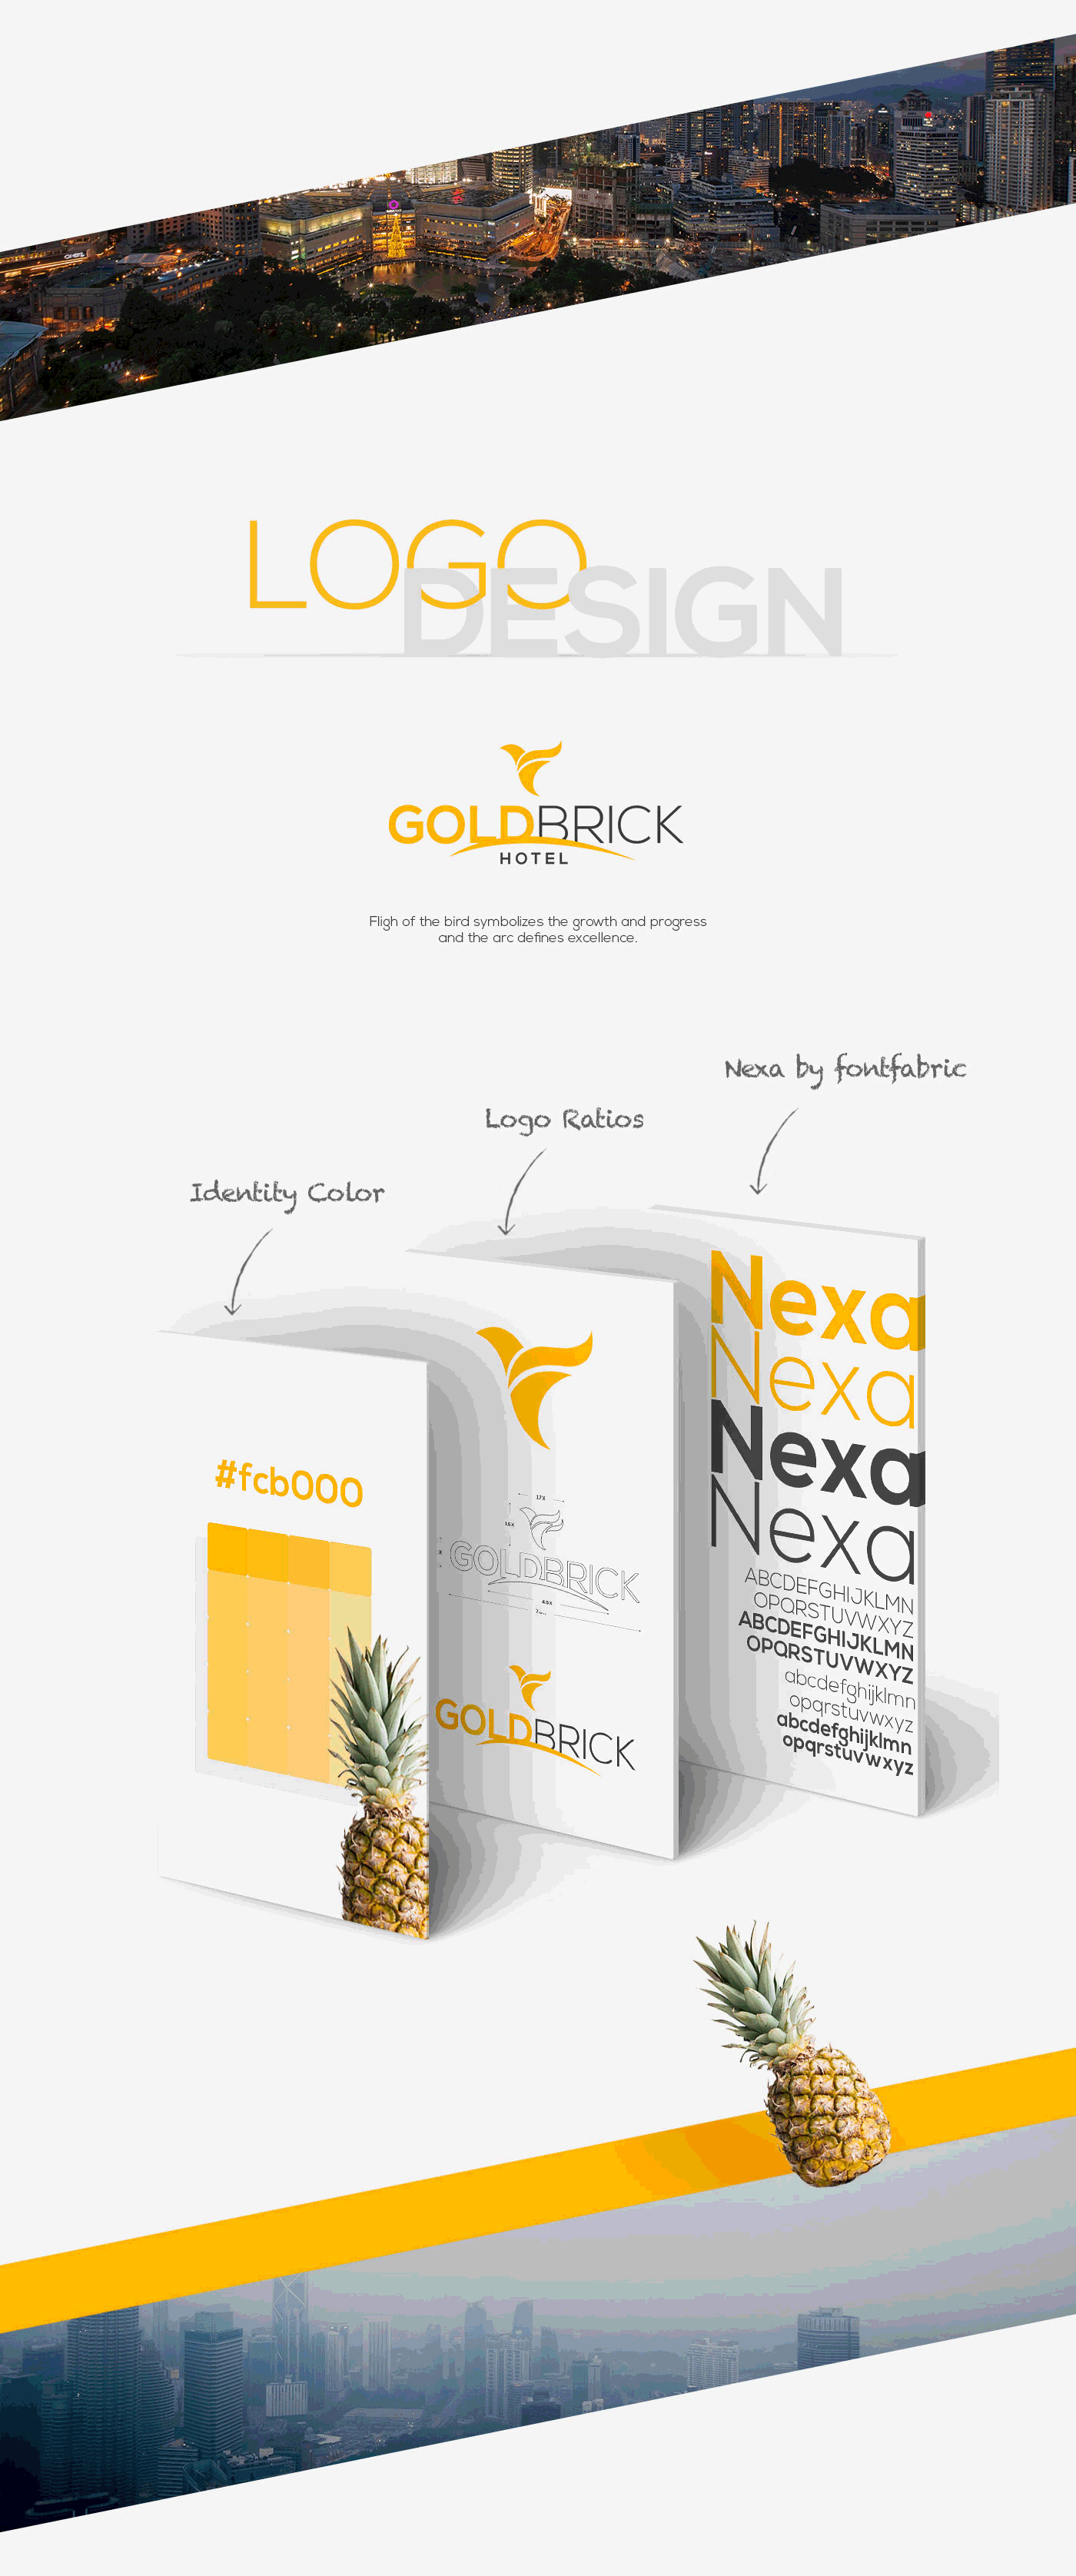 LOGO
DESIGN
GOLDBRICK
HOTEL
Fligh of the bird symbolizes the growth and progress
and the arc defines excellence.
Nexa by fontfabric
Logo Ratios
Identity Color
#fcb000
17X
GOLDBRICK
GOLDBRICK
Nexa
Nexa
Nexa
Nexa
ABCDEFGHIJKLMN
OPQRSTUVWXYZ
ABCDEFGHIJKLMN
OPQRSTUVWXYZ
abcdefghijklmn
opqrstuvwxyz
abcdefghijklmn
opqrstuvwxyz